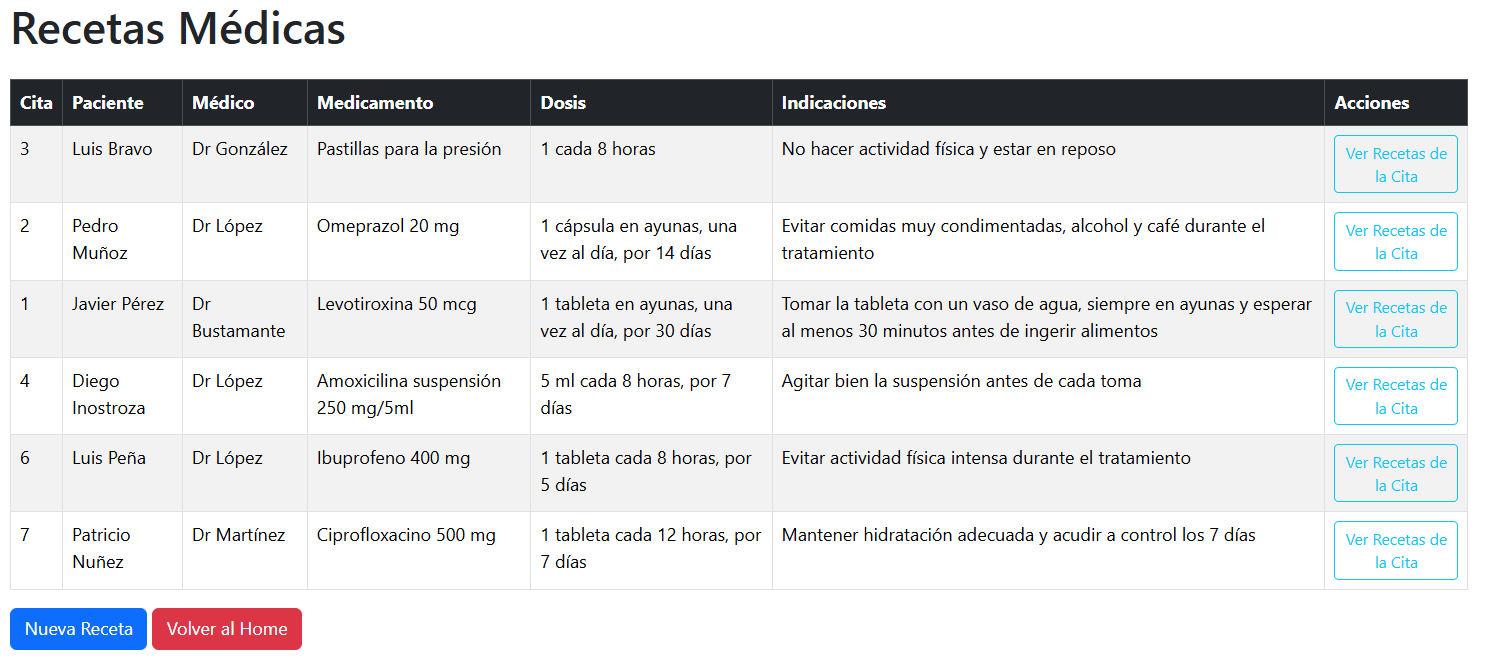 Recetas Médicas
Cita Paciente Médico Medicamento Dosis Indicaciones Acciones
3 Luis Bravo Dr González Pastillas para la presión 1 cada 8 horas No hacer actividad física y estar en reposo Ver Recetas de
la Cita
2 Pedro Dr López Omeprazol 20 mg 1 cápsula en ayunas, una Evitar comidas muy condimentadas, alcohol y café durante el Ver Recetas de
Muñoz vez al día, por 14 días tratamiento la Cita
1 Javier Pérez Dr Levotiroxina 50 mcg 1 tableta en ayunas, una Tomar la tableta con un vaso de agua, siempre en ayunas y esperar Ver Recetas de
Bustamante vez al día, por 30 días al menos 30 minutos antes de ingerir alimentos la Cita
4 Diego Dr López Amoxicilina suspensión 5 ml cada 8 horas, por 7 Agitar bien la suspensión antes de cada toma Ver Recetas de
Inostroza 250 mg/5ml días la Cita
6 Luis Peña Dr López Ibuprofeno 400 mg 1 tableta cada 8 horas, por Evitar actividad física intensa durante el tratamiento Ver Recetas de
5 días la Cita
7 Patricio Dr Martínez Ciprofloxacino 500 mg 1 tableta cada 12 horas, por Mantener hidratación adecuada y acudir a control los 7 días Ver Recetas de
Nuñez 7 días la Cita
Nueva Receta Volver al Home